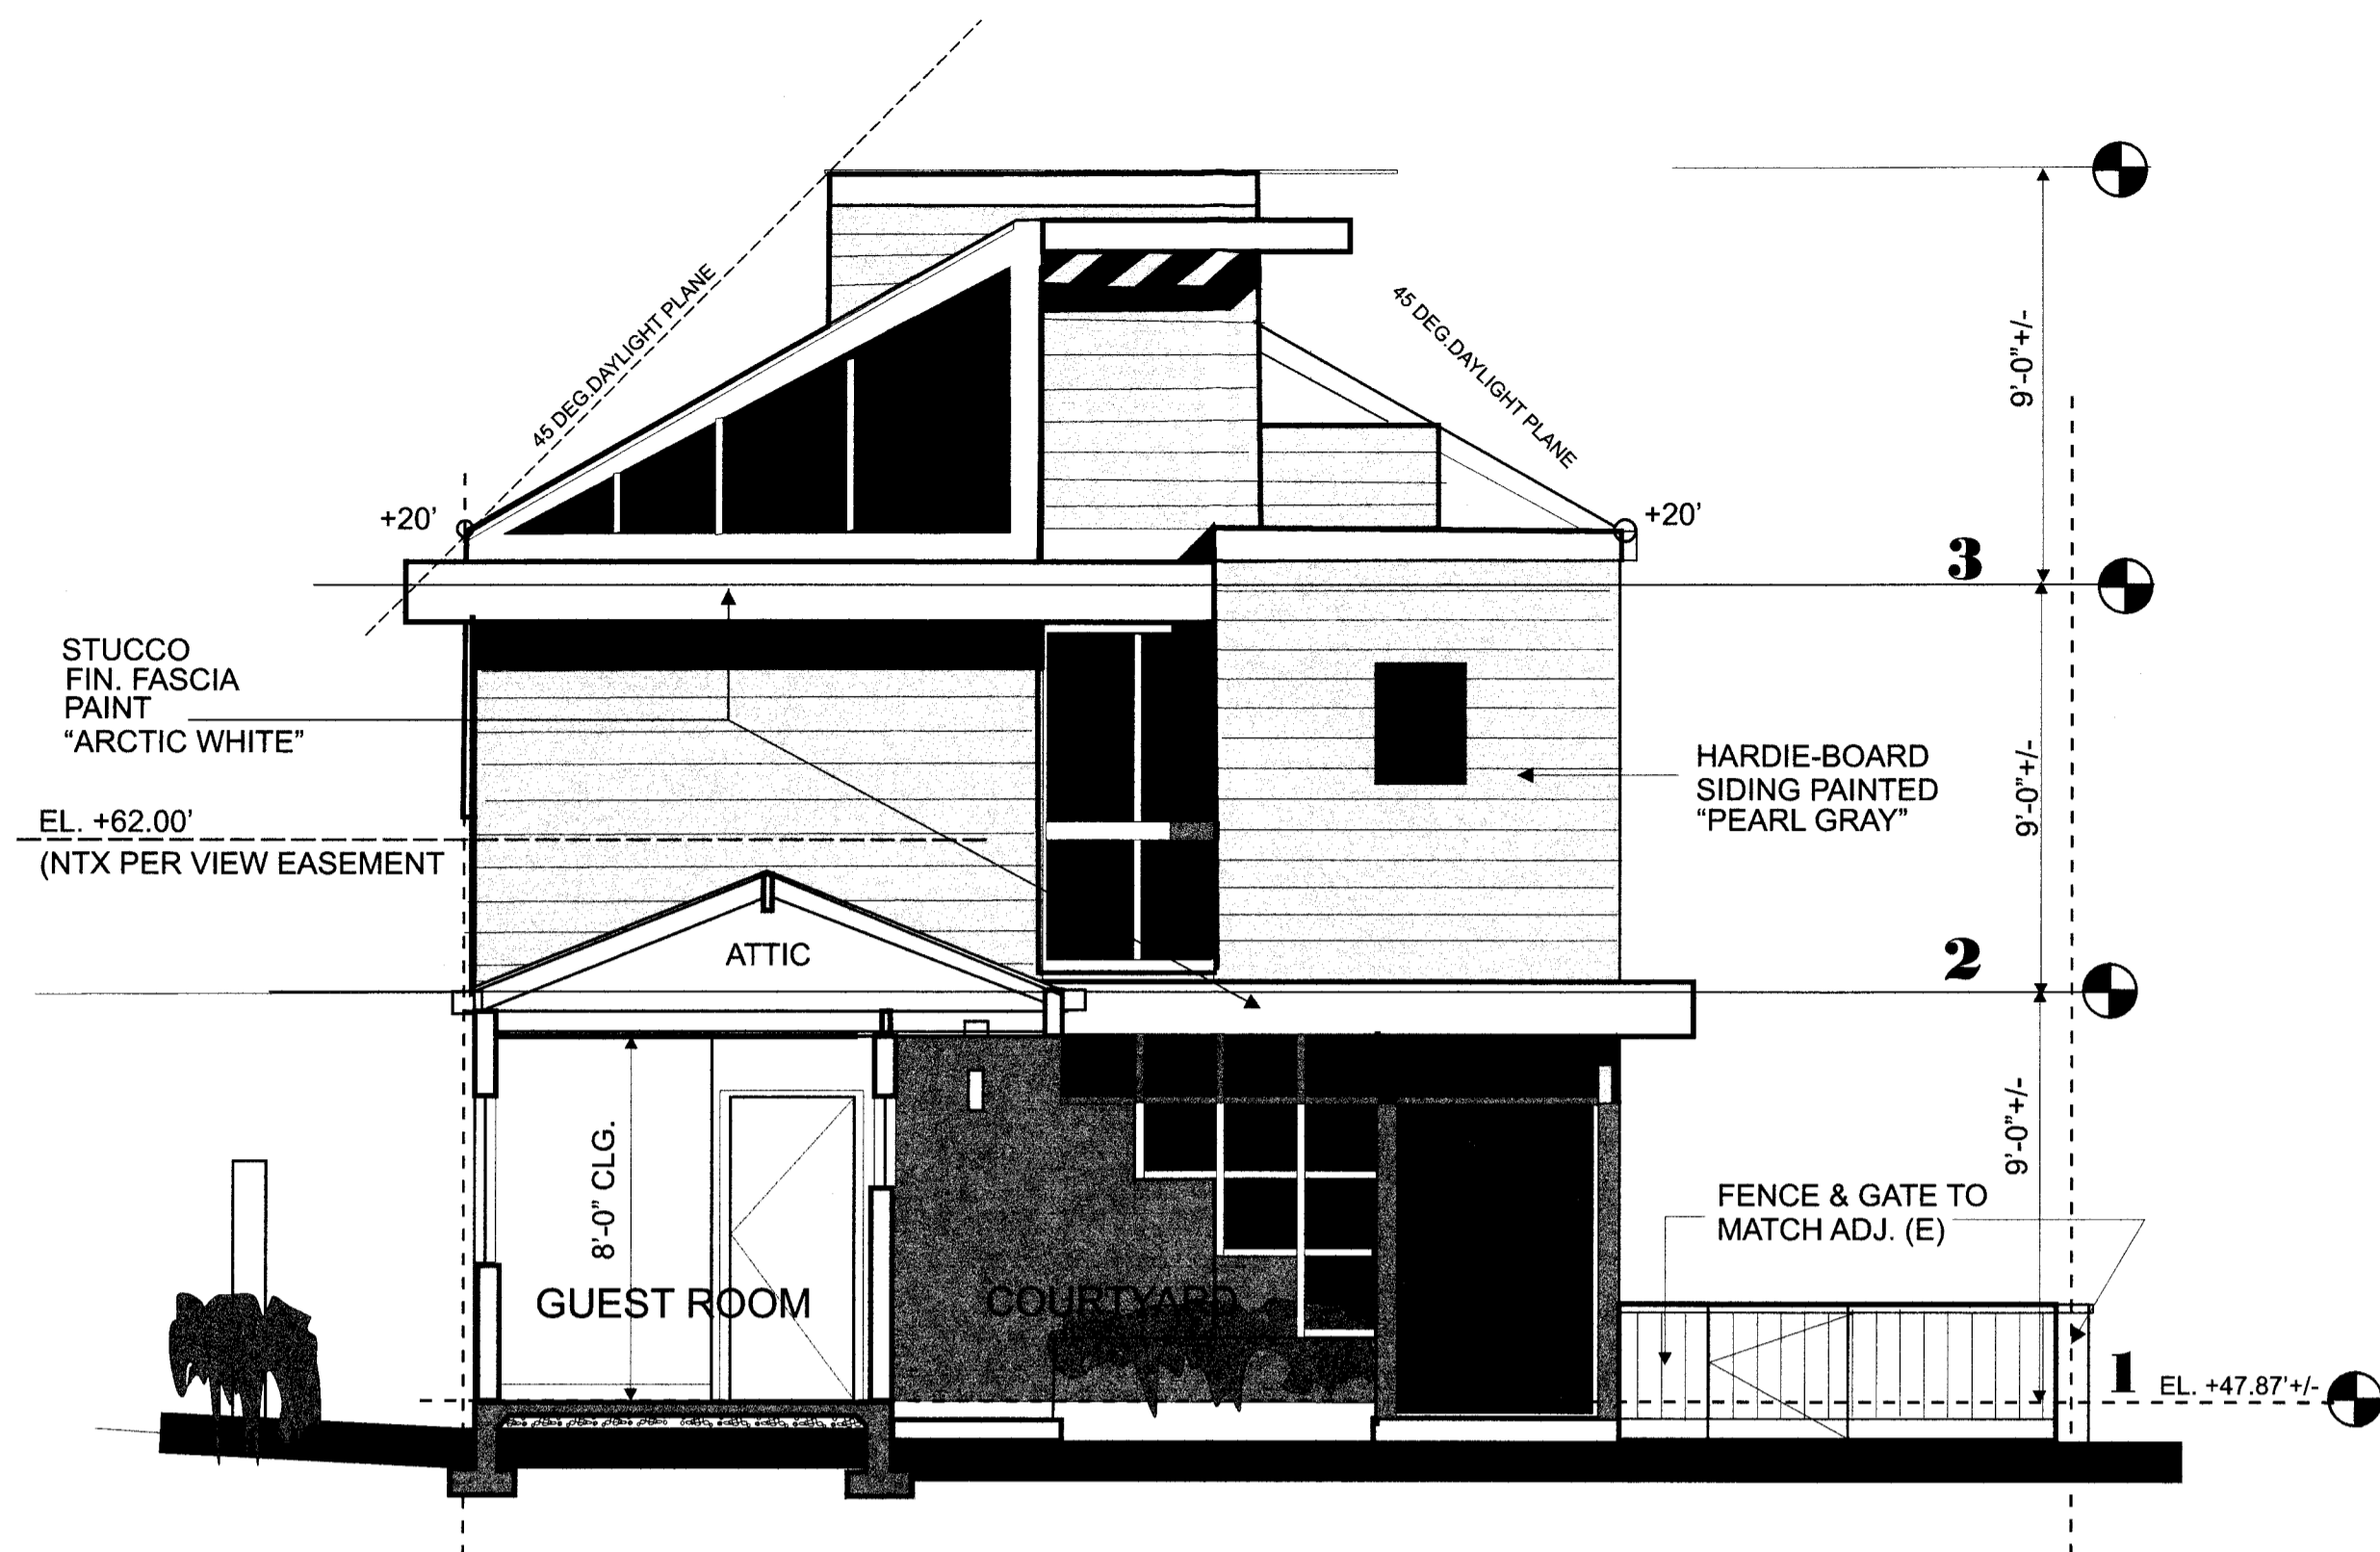 45 DEG.DAYLIGHT PLANE
45 DEG.DAYLIGHT PLANE
9'-0"+/-
+20'
+20'
3
STUCCO
FIN. FASCIA
PAINT
“ARCTIC WHITE”
HARDIE-BOARD
SIDING PAINTED
“PEARL GRAY”
9'-0"+/-
EL. +62.00'
(NTX PER VIEW EASEMENT
ATTIC
2
9'-0"+/-
8'-0" CLG.
FENCE & GATE TO
MATCH ADJ. (E)
GUEST ROOM
COURTYARD
1
EL. +47.87'+/-